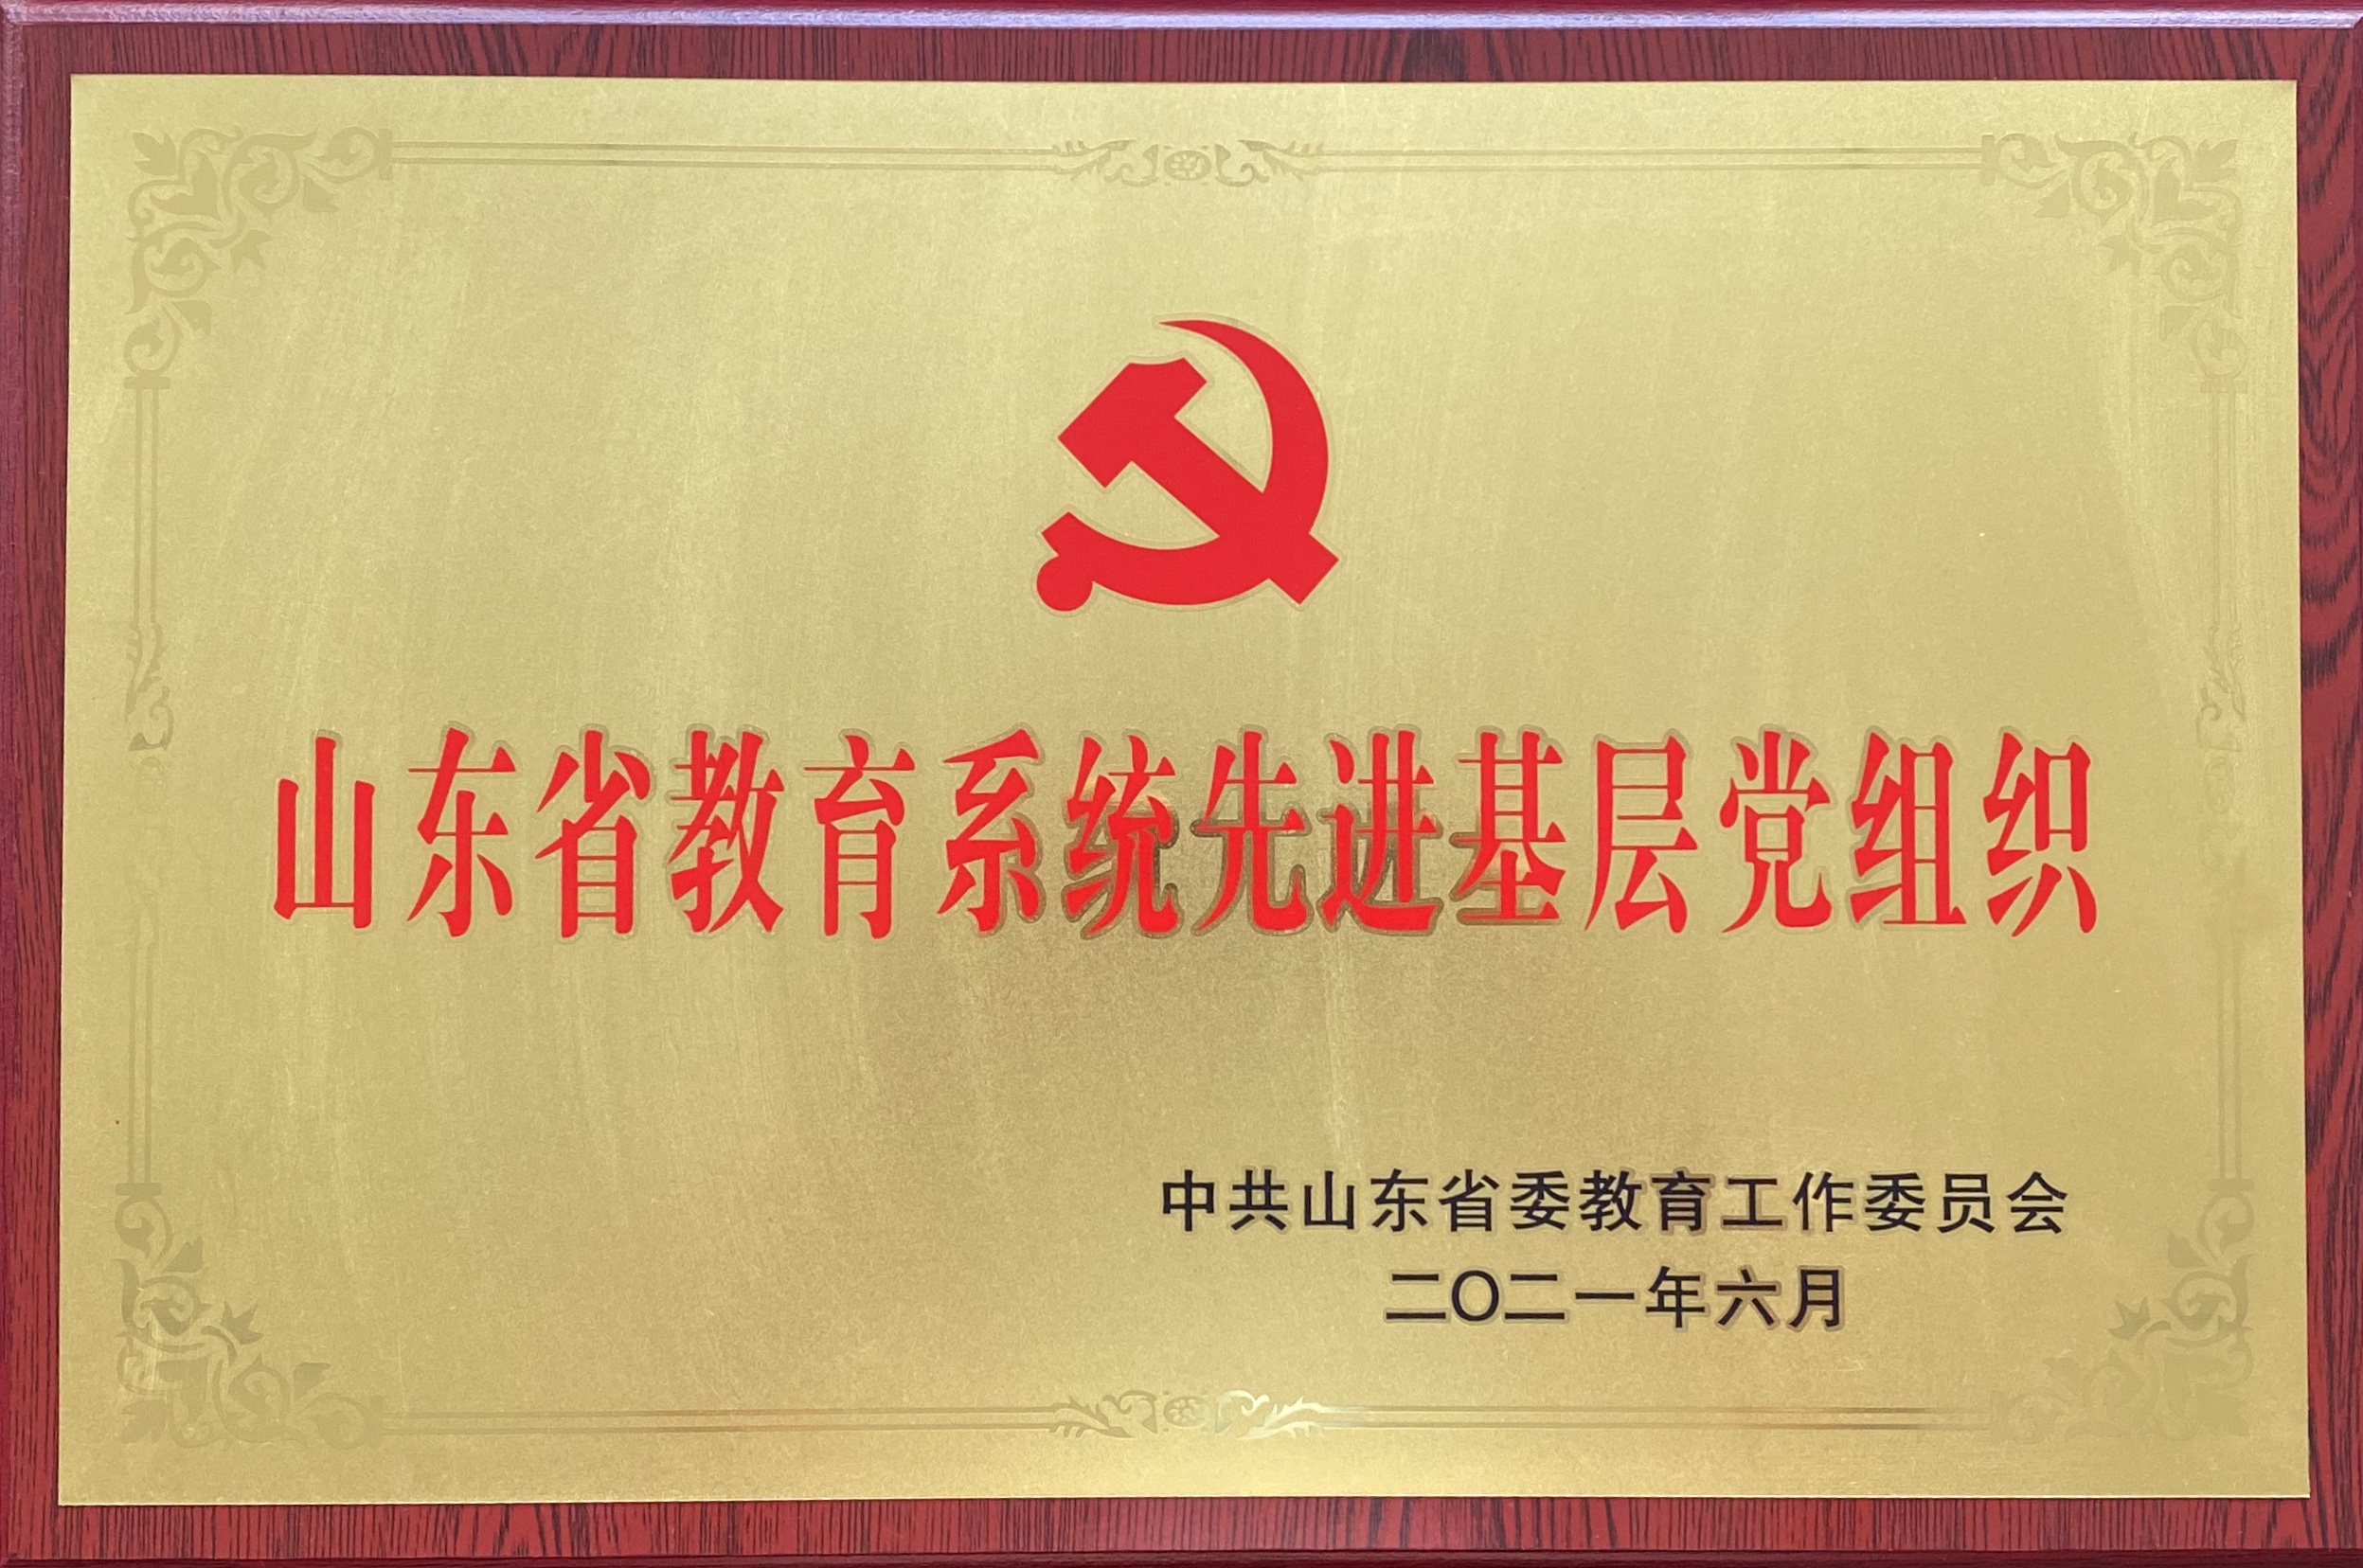 山东省教育系统先进基层党组织
中共山东省委教育工作委员会
二〇二一年六月